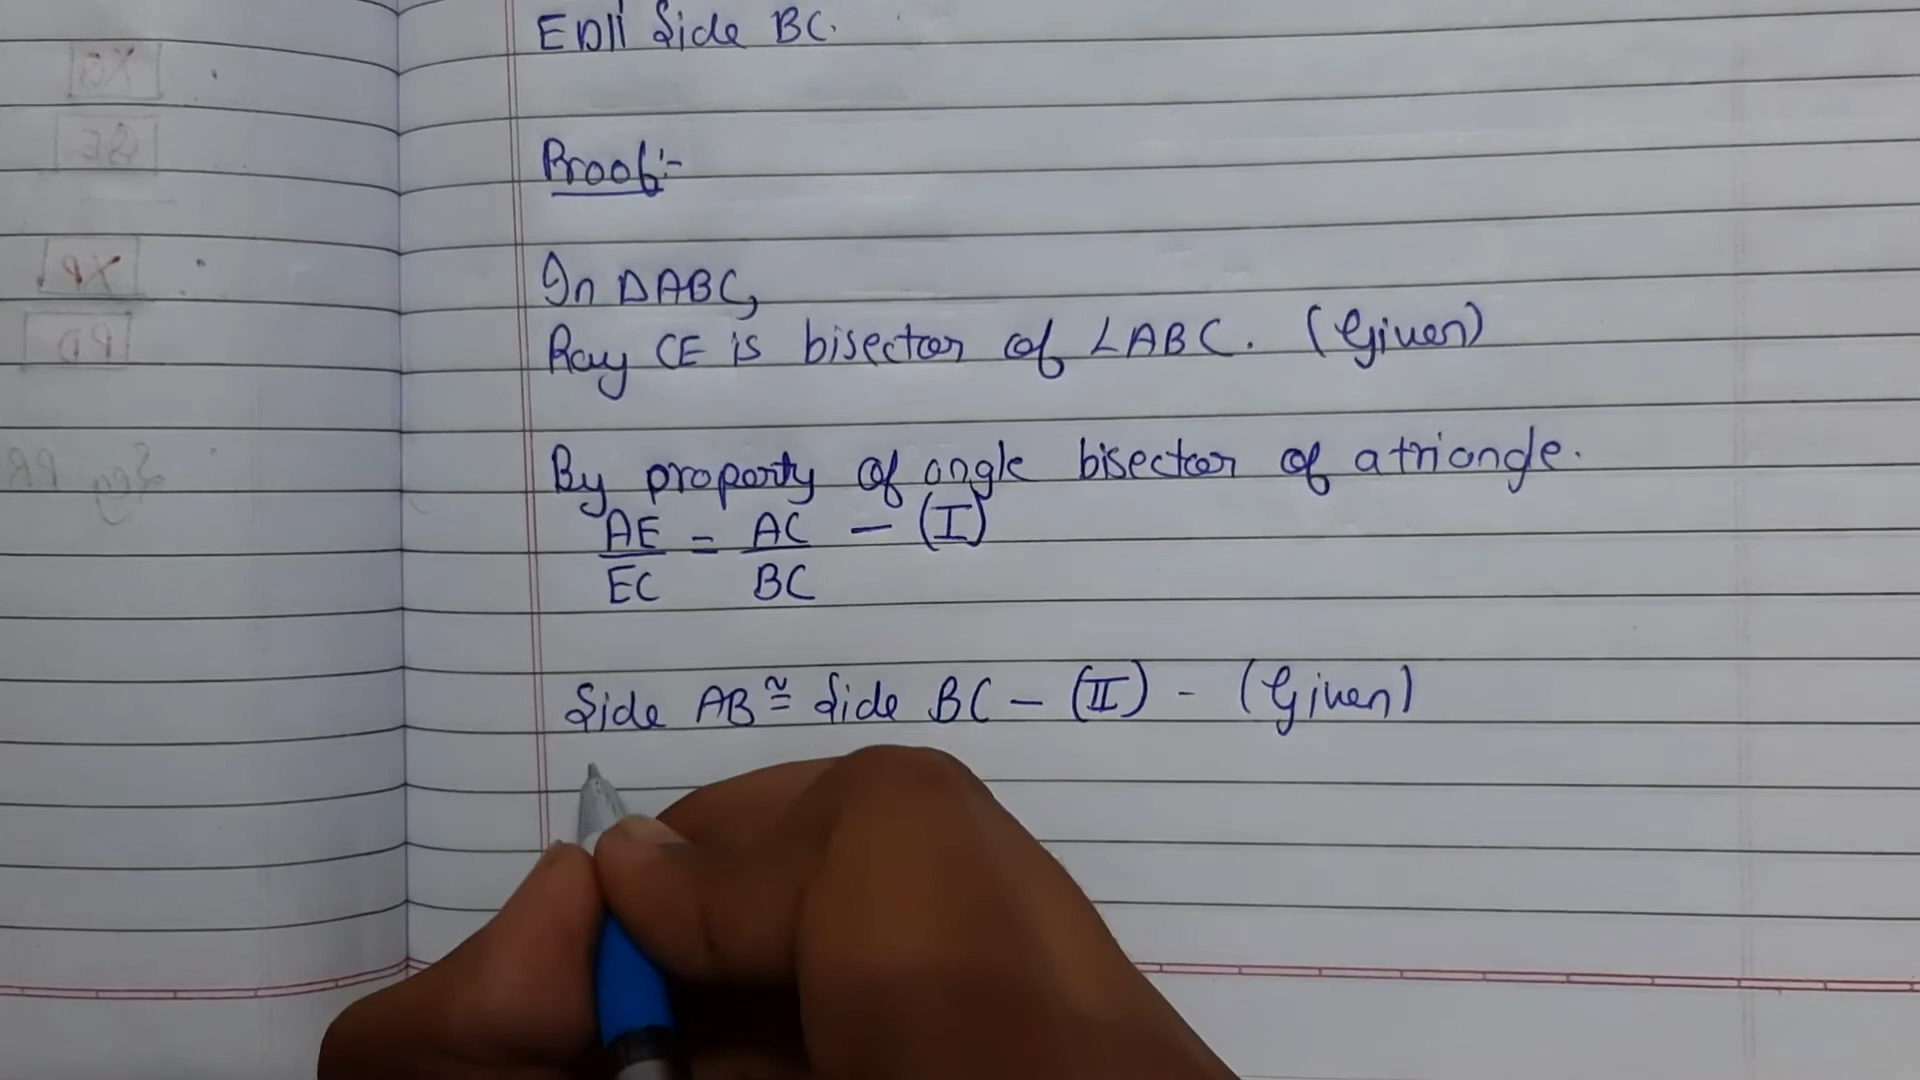 ED|| Side BC.
Proof:-
In ΔABC,
Ray CE is bisector of ∠ABC. (Given)
By property of angle bisector of a triangle.
AE/EC = AC/BC - (I)
Side AB ≅ Side BC - (II) - (Given)